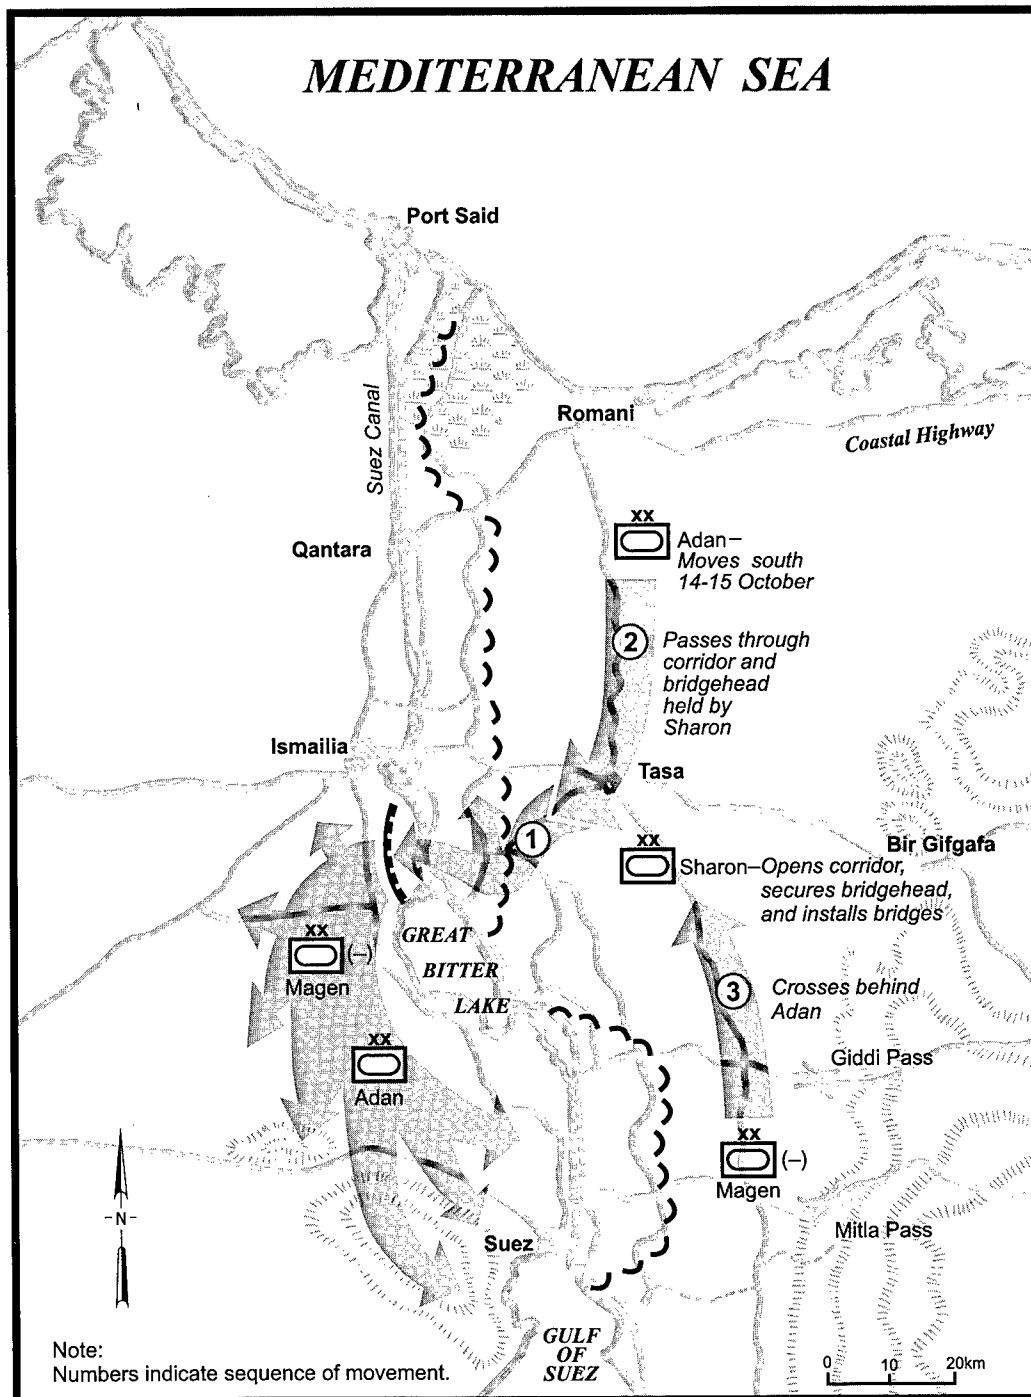 MEDITERRANEAN SEA
Port Said
Suez Canal
Romani
Coastal Highway
Qantara
xx
Adan–
Moves south
14-15 October
2
Passes through
corridor and
bridgehead
held by
Sharon
Ismailia
Tasa
1
Bir Gifgafa
xx
Sharon–Opens corridor,
secures bridgehead,
and installs bridges
xx
(–)
Magen
GREAT
BITTER
LAKE
3
Crosses behind
Adan
xx
Adan
Giddi Pass
xx
(–)
Magen
N
Mitla Pass
Suez
GULF
OF
SUEZ
Note:
Numbers indicate sequence of movement.
0 10 20km